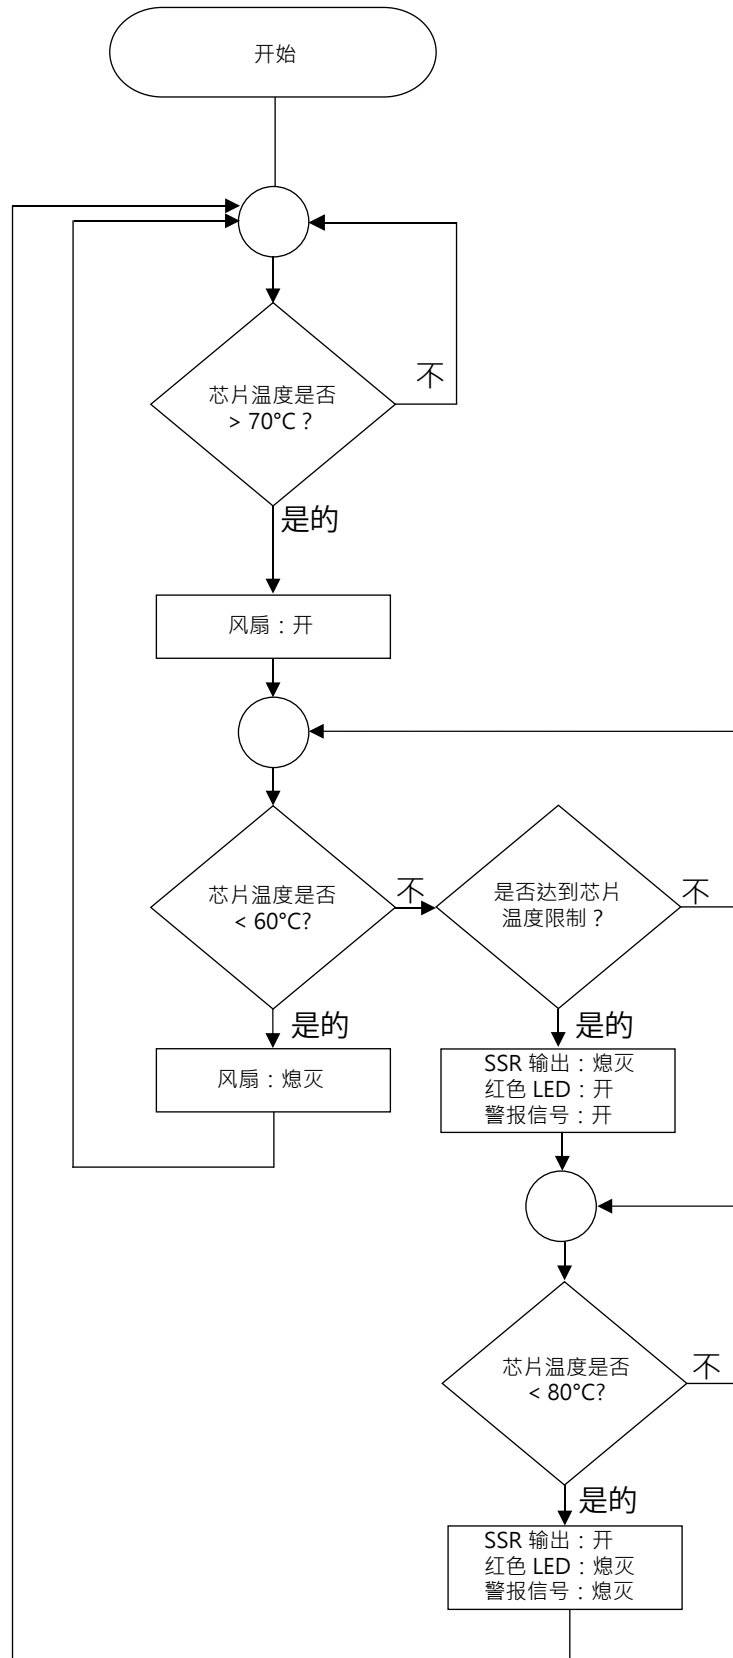 开始
不
芯片温度是否
> 70°C？
是的
风扇：开
芯片温度是否
< 60°C?
不
是否达到芯片
温度限制？
不
是的
风扇：熄灭
是的
SSR 输出：熄灭
红色 LED：开
警报信号：开
芯片温度是否
< 80°C?
不
是的
SSR 输出：开
红色 LED：熄灭
警报信号：熄灭